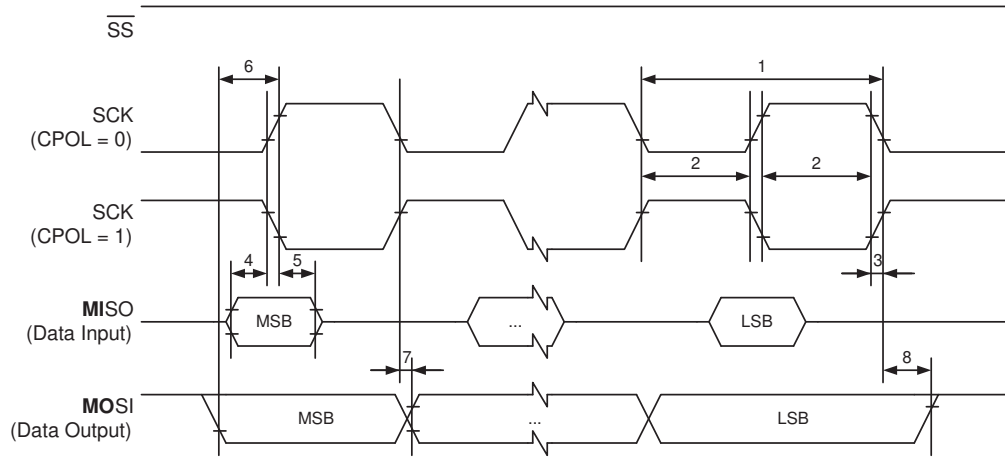 SS
6
1
SCK
(CPOL = 0)
2
2
SCK
(CPOL = 1)
4
5
3
MISO
(Data Input)
MSB
...
LSB
7
8
MOSI
(Data Output)
MSB
...
LSB